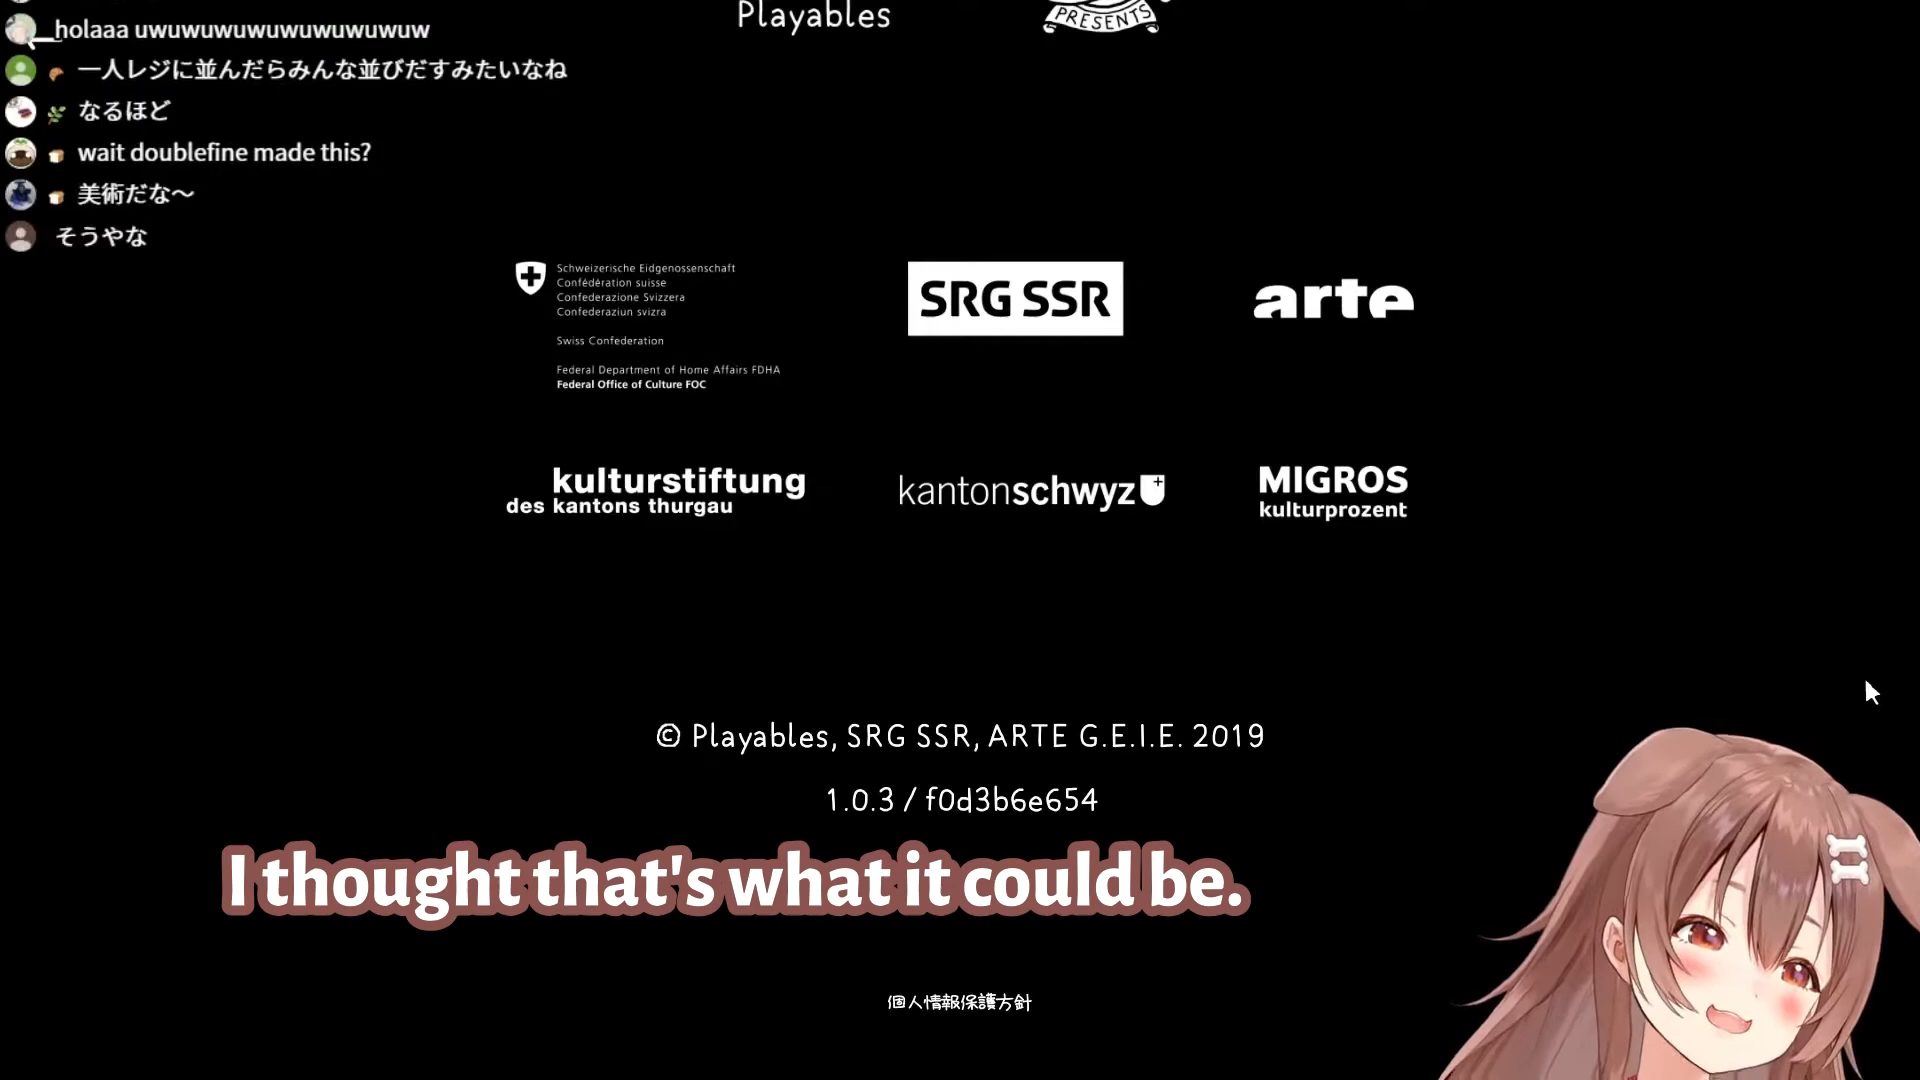 Playables
PRESENTS
holaaa uwuwuwuwuwuwuwuwuw
一人レジに並んだらみんな並びだすみたいなね
なるほど
wait doublefine made this?
美術だな～
そうやな
Schweizerische Eidgenossenschaft
Confédération suisse
Confederazione Svizzera
Confederaziun svizra
Swiss Confederation
Federal Department of Home Affairs FDHA
Federal Office of Culture FOC
SRG SSR
arte
kulturstiftung
des kantons thurgau
kantonschwyz
MIGROS
kulturprozent
© Playables, SRG SSR, ARTE G.E.I.E. 2019
1.0.3 / f0d3b6e654
I thought that's what it could be.
個人情報保護方針